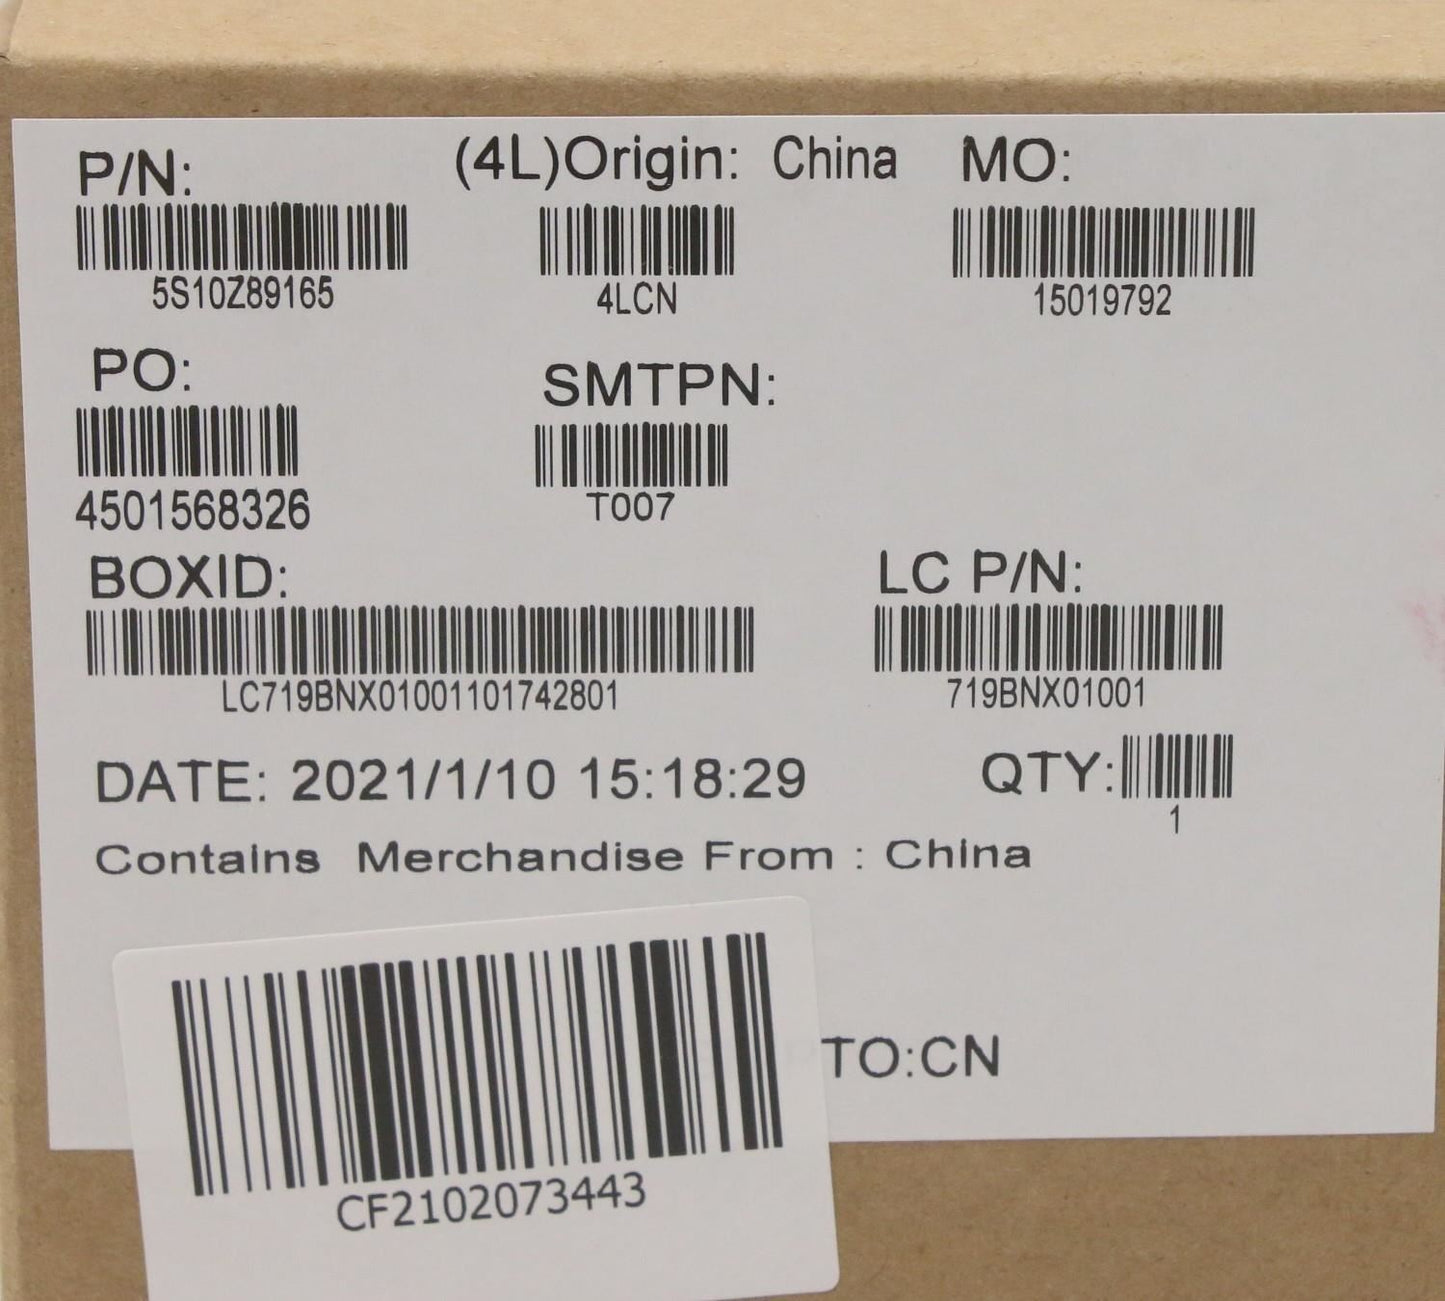 P/N: (4L)Origin: China MO:
5S10Z89165 4LCN 15019792
PO: SMTPN:
4501568326 T007
BOXID: LC P/N:
LC719BNX01001101742801 719BNX01001
DATE: 2021/1/10 15:18:29 QTY:
1
Contains Merchandise From : China
TO:CN
CF2102073443